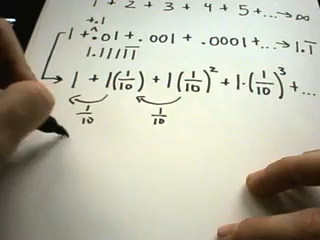 1 + 2 + 3 + 4 + 5 + ... → ∞
+.1
1 + .01 + .001 + .0001 + ... → 1.1̅
1.11111̅
1 + 1(1/10) + 1(1/10)² + 1·(1/10)³ + ...
1/10 1/10